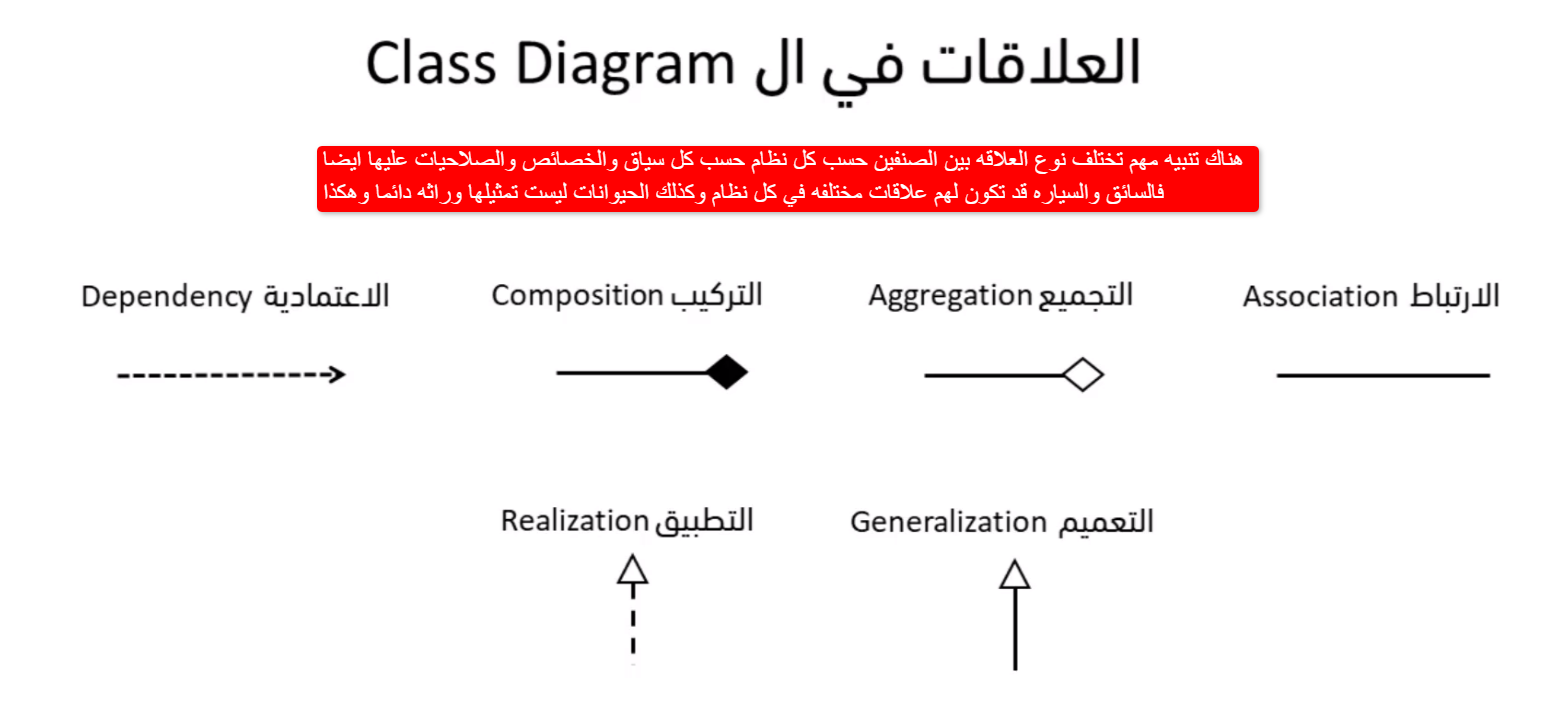 العلاقات في ال Class Diagram
هناك تنبيه مهم تختلف نوع العلاقه بين الصنفين حسب كل نظام حسب كل سياق والخصائص والصلاحيات عليها ايضا
فالسائق والسياره قد تكون لهم علاقات مختلفه في كل نظام وكذلك الحيوانات ليست تمثيلها وراثه دائما وهكذا
الارتباط Association
التجميع Aggregation
التركيب Composition
الاعتمادية Dependency
التعميم Generalization
التطبيق Realization